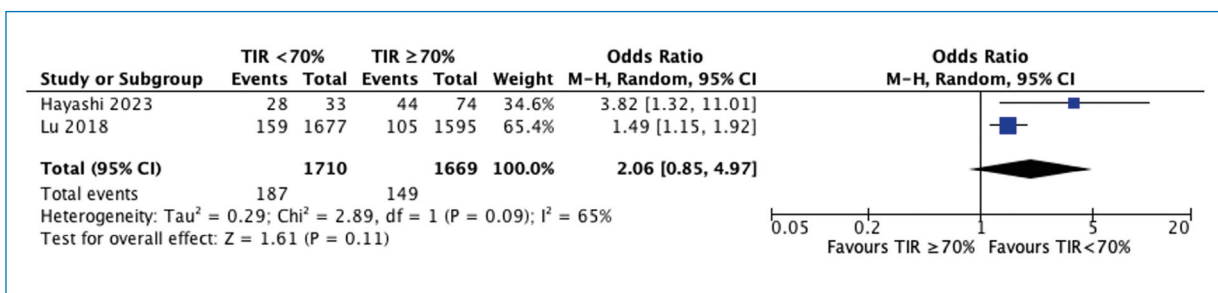 TIR <70% TIR ≥70% Odds Ratio Odds Ratio
Study or Subgroup Events Total Events Total Weight M-H, Random, 95% CI M-H, Random, 95% CI
Hayashi 2023 28 33 44 74 34.6% 3.82 [1.32, 11.01]
Lu 2018 159 1677 105 1595 65.4% 1.49 [1.15, 1.92]
Total (95% CI) 1710 1669 100.0% 2.06 [0.85, 4.97]
Total events 187 149
Heterogeneity: Tau² = 0.29; Chi² = 2.89, df = 1 (P = 0.09); I² = 65%
Test for overall effect: Z = 1.61 (P = 0.11)
0.05 0.2 1 5 20
Favours TIR ≥70% Favours TIR<70%